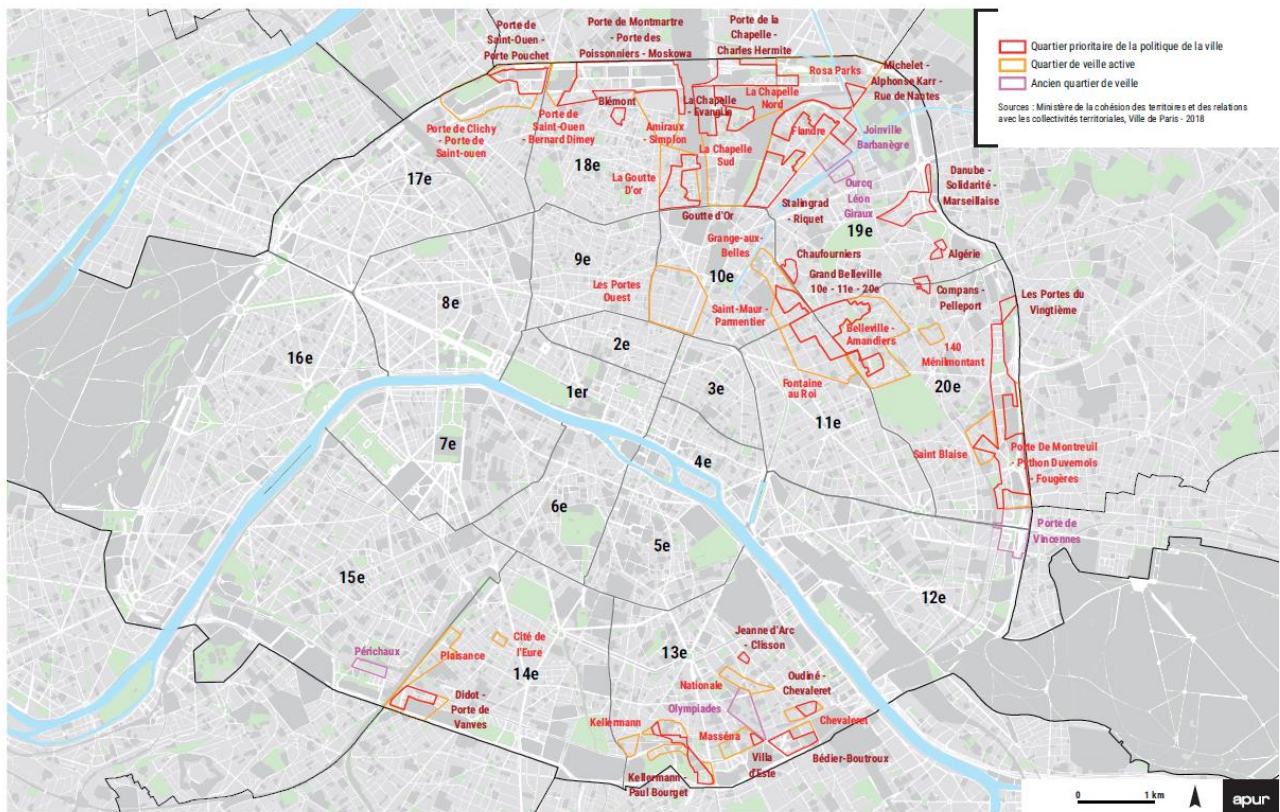 Porte de
Saint-Ouen -
Porte Pouchet
Porte de Montmartre
- Porte des
Poissonniers - Moskowa
Porte de la
Chapelle -
Charles Hermite
Quartier prioritaire de la politique de la ville
Quartier de veille active
Ancien quartier de veille
Sources : Ministère de la cohésion des territoires et des relations
avec les collectivités territoriales, Ville de Paris - 2018
Rosa Parks
Michelet -
Alphonse Karr -
Rue de Nantes
La Chapelle
Nord
La Chapelle
- Evangile
Blémont
Porte de Clichy
- Porte de
Saint-ouen
Porte de
Saint-Ouen
- Bernard Dimey
Amiraux
- Simplon
Flandre
Joinville
Barbanègre
La Chapelle
Sud
18e
17e
La Goutte
D'or
Ourcq
Léon
Giraux
Danube -
Solidarité -
Marseillaise
Goutte d'Or
Stalingrad
- Riquet
19e
Grange-aux-
Belles
Chaufourniers
Algérie
9e
10e
Grand Belleville
10e - 11e - 20e
Les Portes
Ouest
Compans -
Pelleport
Les Portes du
Vingtième
8e
Saint-Maur -
Parmentier
Belleville -
Amandiers
2e
140
Ménilmontant
16e
1er
3e
Fontaine
au Roi
20e
11e
7e
4e
Saint Blaise
Porte De Montreuil
- Python Duvernois
- Fougères
6e
5e
Porte de
Vincennes
15e
12e
Jeanne d'Arc
- Clisson
Cité de
l'Eure
Périchaux
Plaisance
14e
13e
Nationale
Oudiné -
Chevaleret
Didot -
Porte de
Vanves
Olympiades
Kellermann
Chevaleret
Masséna
Villa
d'Este
Bédier-Boutroux
Kellermann -
Paul Bourget
0 1 km
apur